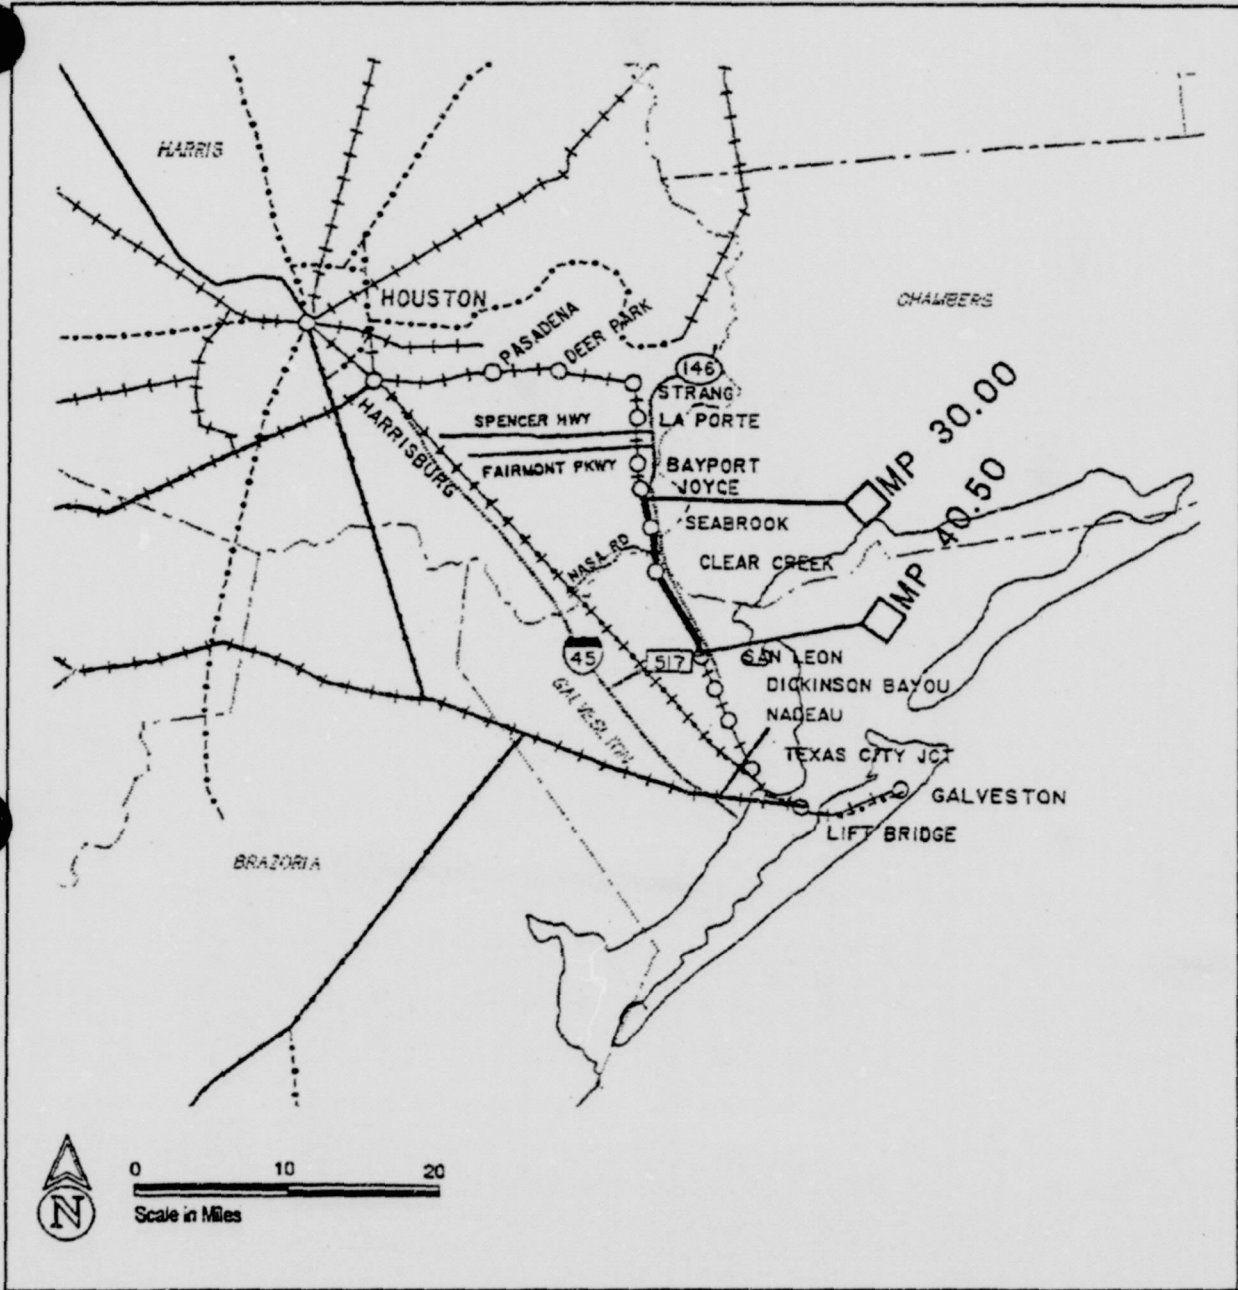 HARRIS
HOUSTON
CHAMBERS
PASADENA
DEER PARK
146
STRANG
SPENCER HWY
LA PORTE
MP 30.00
HARRISBURG
FAIRMONT PKWY
BAYPORT
JOYCE
SEABROOK
MP 40.50
NASA RD
CLEAR CREEK
45
517
SAN LEON
GALVESTON
DICKINSON BAYOU
NADEAU
TEXAS CITY JCT
GALVESTON
LIFT BRIDGE
BRAZORIA
0 10 20
N
Scale in Miles